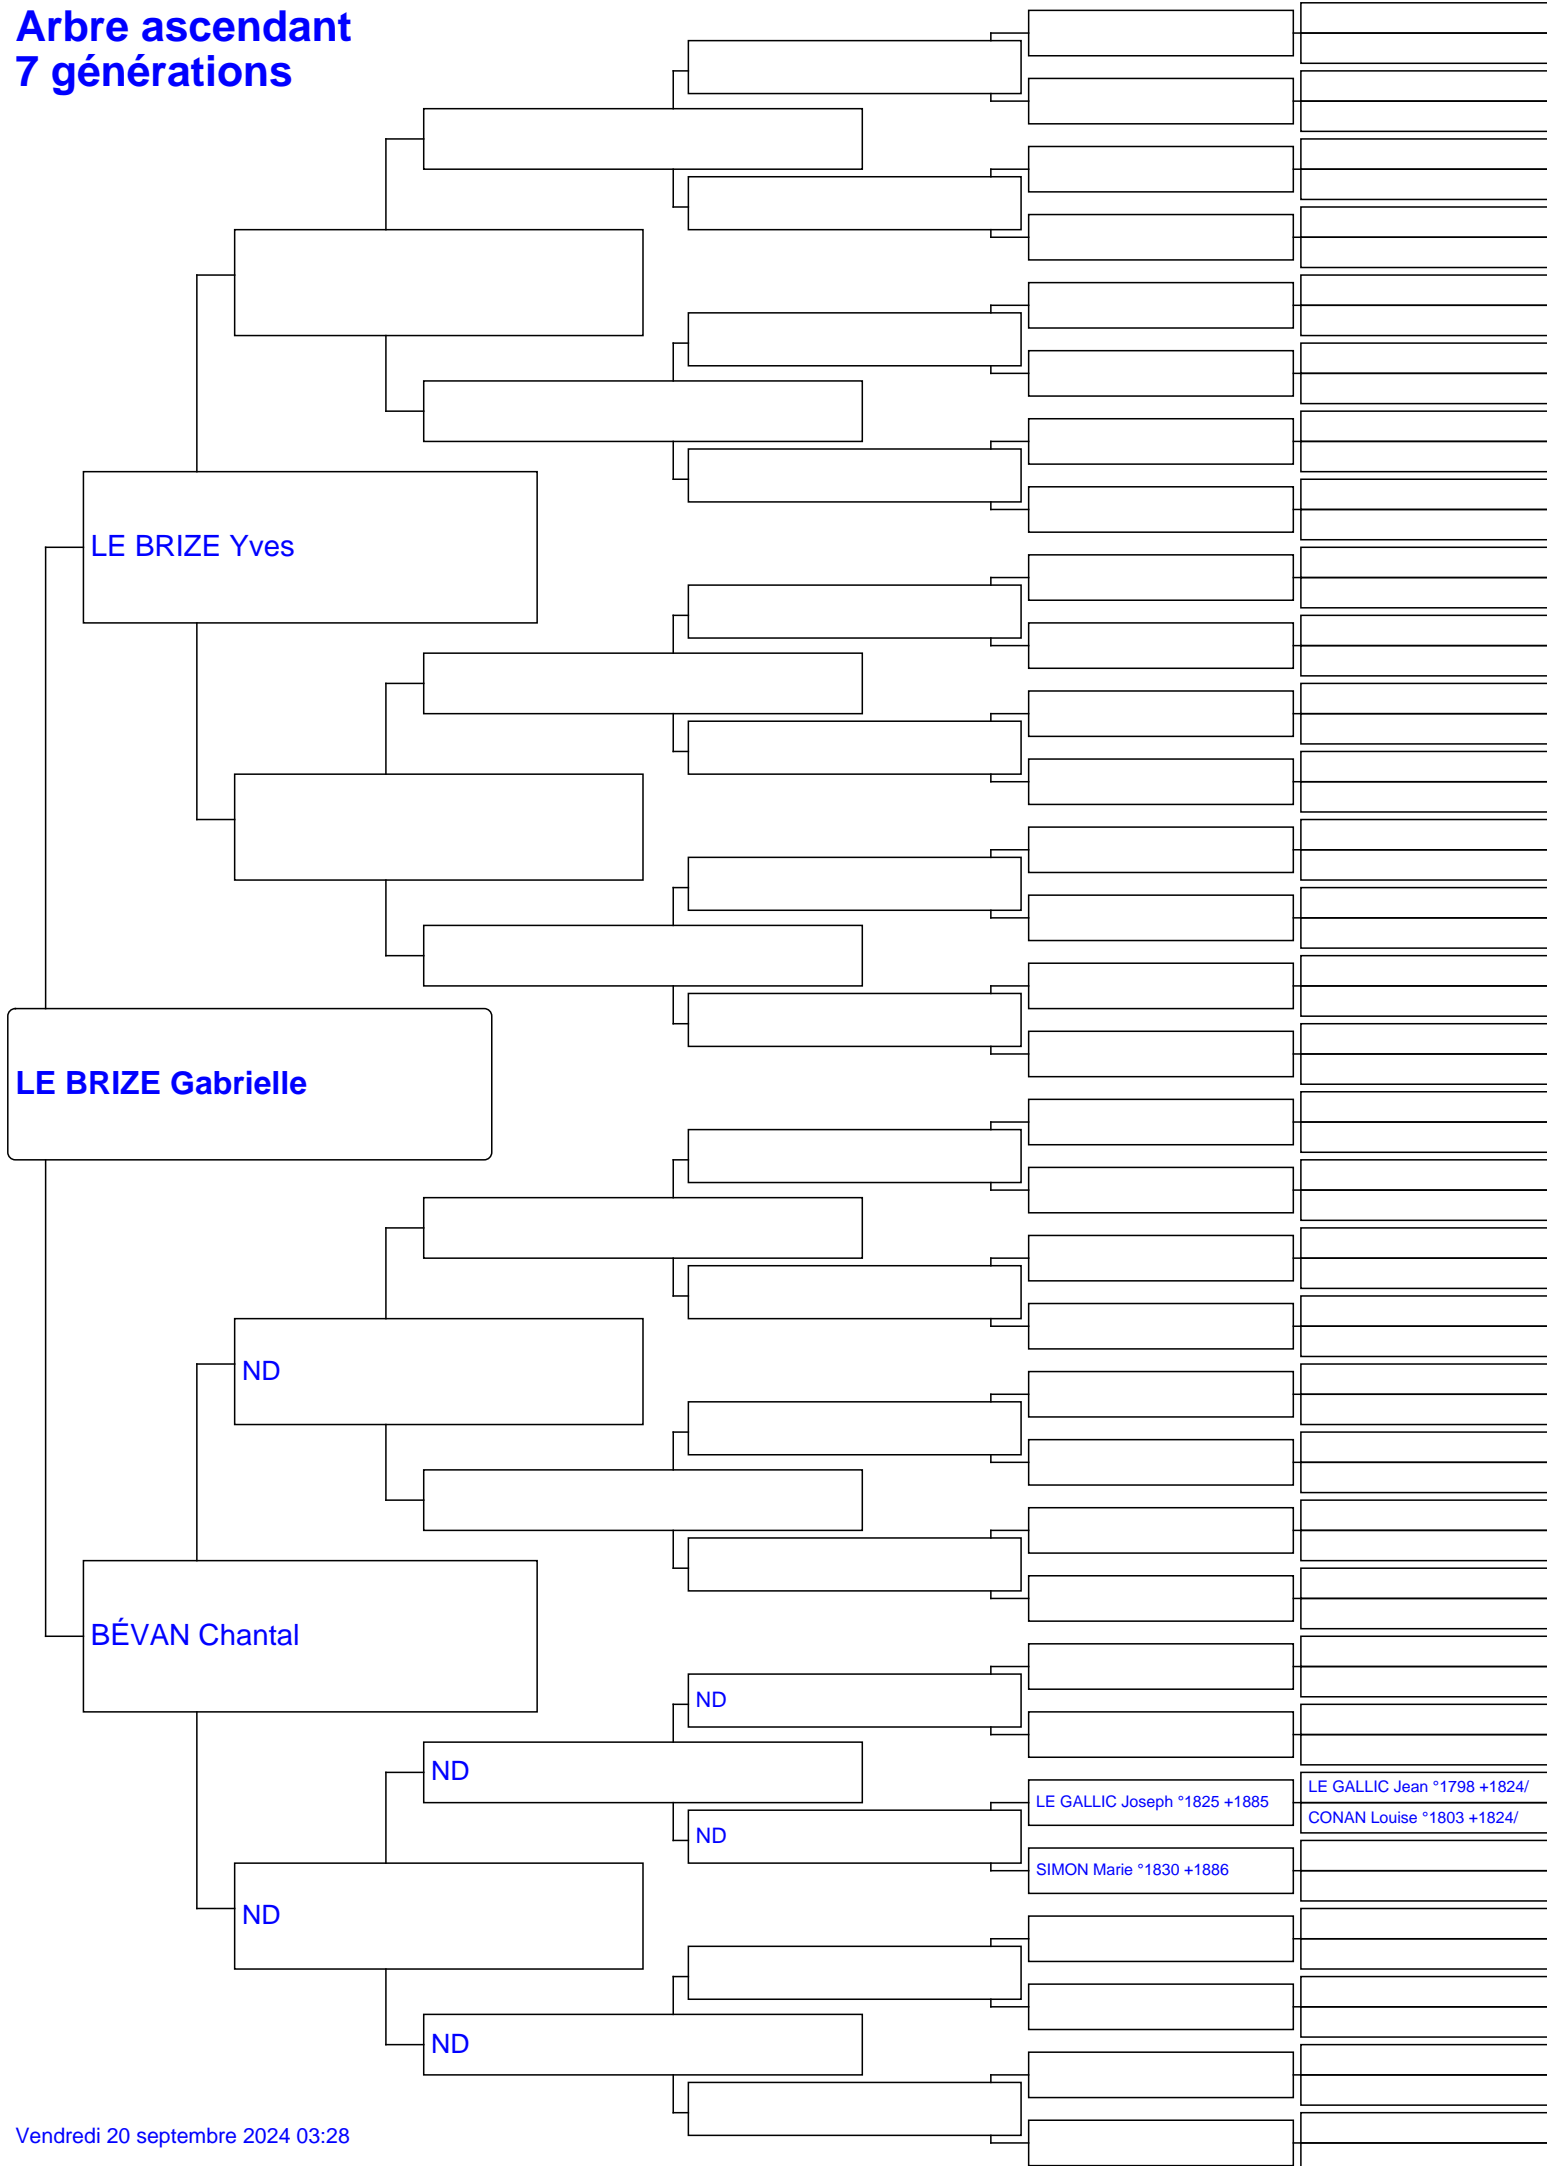 Arbre ascendant
7 générations
LE BRIZE Yves
LE BRIZE Gabrielle
ND
BÉVAN Chantal
ND
ND
LE GALLIC Joseph °1825 +1885
LE GALLIC Jean °1798 +1824/
CONAN Louise °1803 +1824/
ND
SIMON Marie °1830 +1886
ND
ND
Vendredi 20 septembre 2024 03:28